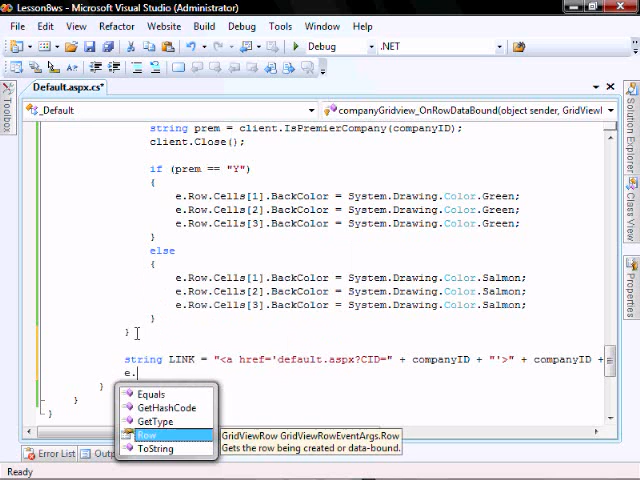 Lesson8ws - Microsoft Visual Studio (Administrator)
File Edit View Refactor Website Build Debug Tools Window Help
Debug .NET
Default.aspx.cs*
_Default companyGridview_OnRowDataBound(object sender, GridViewI
string prem = client.IsPremierCompany(companyID);
client.Close();
if (prem == "Y")
{
e.Row.Cells[1].BackColor = System.Drawing.Color.Green;
e.Row.Cells[2].BackColor = System.Drawing.Color.Green;
e.Row.Cells[3].BackColor = System.Drawing.Color.Green;
}
else
{
e.Row.Cells[1].BackColor = System.Drawing.Color.Salmon;
e.Row.Cells[2].BackColor = System.Drawing.Color.Salmon;
e.Row.Cells[3].BackColor = System.Drawing.Color.Salmon;
}
}
string LINK = "<a href='default.aspx?CID=" + companyID + "'>" + companyID +
e.
}
}
}
Equals
GetHashCode
GetType
Row
ToString
GridViewRow GridViewRowEventArgs.Row
Gets the row being created or data-bound.
Toolbox
Solution Explorer
Class View
Properties
Error List Outp
Ready